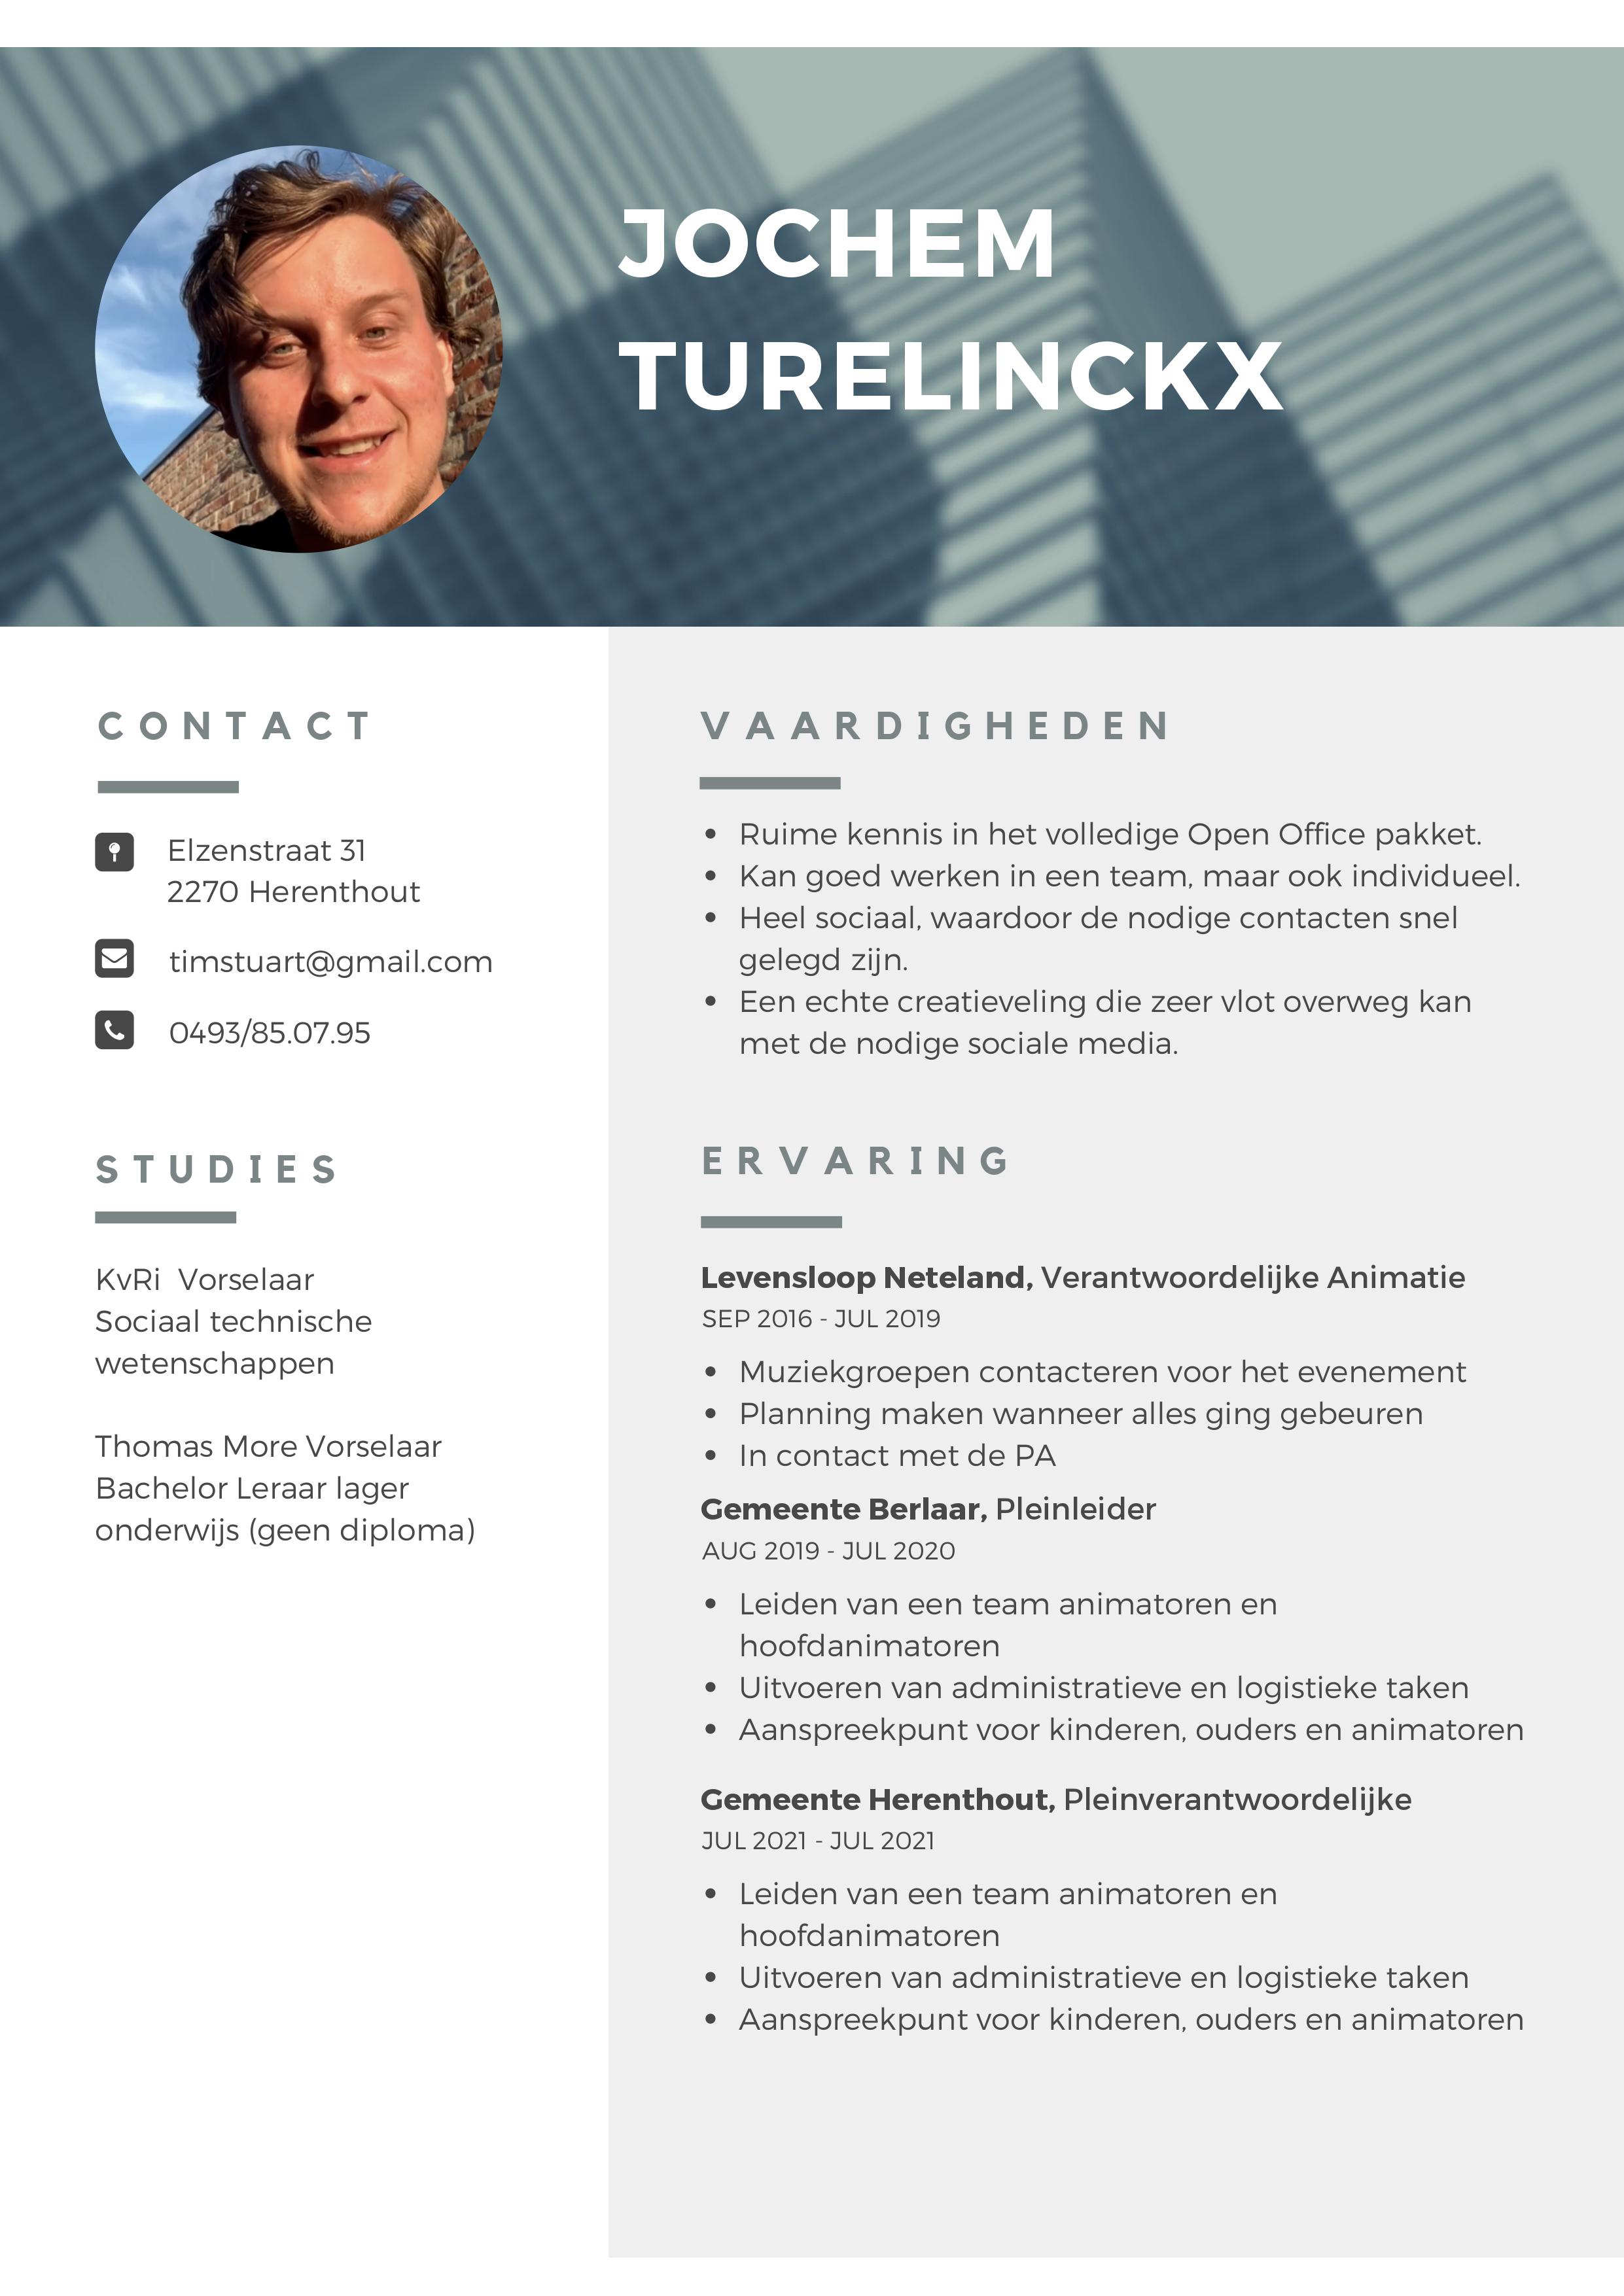 JOCHEM
TURELINCKX
CONTACT
Elzenstraat 31
2270 Herenthout
timstuart@gmail.com
0493/85.07.95
STUDIES
KvRi  Vorselaar
Sociaal technische
wetenschappen
Thomas More Vorselaar
Bachelor Leraar lager
onderwijs (geen diploma)
VAARDIGHEDEN
• Ruime kennis in het volledige Open Office pakket.
• Kan goed werken in een team, maar ook individueel.
• Heel sociaal, waardoor de nodige contacten snel
gelegd zijn.
• Een echte creatieveling die zeer vlot overweg kan
met de nodige sociale media.
ERVARING
Levensloop Neteland, Verantwoordelijke Animatie
SEP 2016 - JUL 2019
• Muziekgroepen contacteren voor het evenement
• Planning maken wanneer alles ging gebeuren
• In contact met de PA
Gemeente Berlaar, Pleinleider
AUG 2019 - JUL 2020
• Leiden van een team animatoren en
hoofdanimatoren
• Uitvoeren van administratieve en logistieke taken
• Aanspreekpunt voor kinderen, ouders en animatoren
Gemeente Herenthout, Pleinverantwoordelijke
JUL 2021 - JUL 2021
• Leiden van een team animatoren en
hoofdanimatoren
• Uitvoeren van administratieve en logistieke taken
• Aanspreekpunt voor kinderen, ouders en animatoren